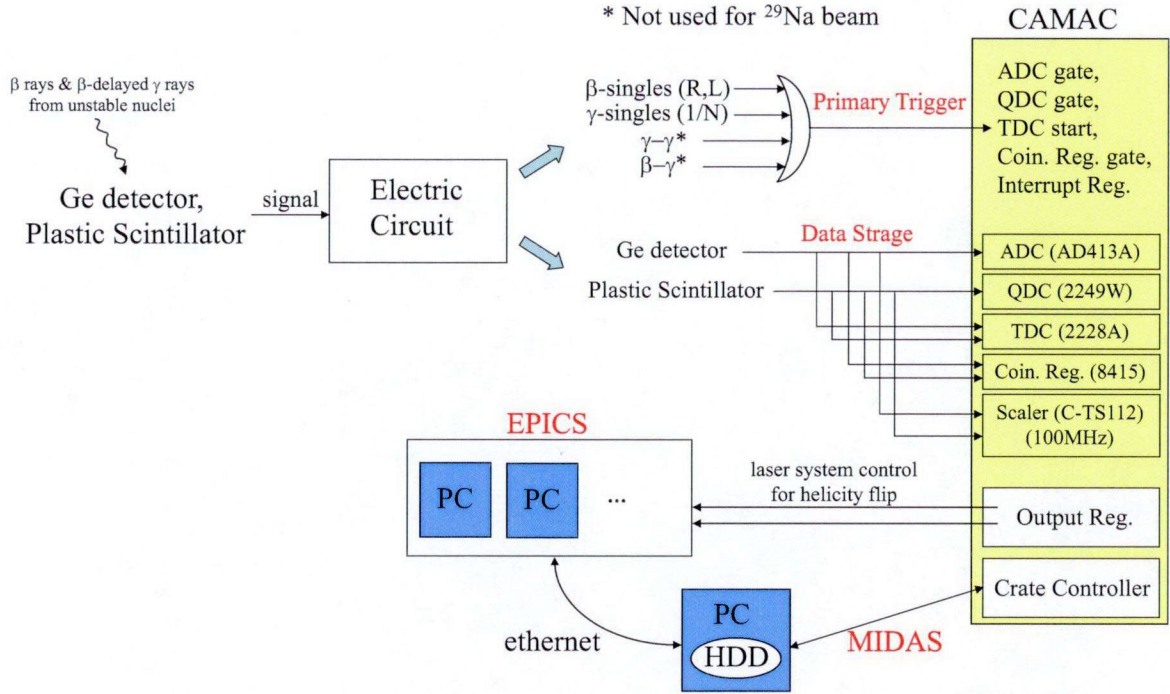 * Not used for ²⁹Na beam
CAMAC
β rays & β-delayed γ rays
from unstable nuclei
Ge detector,
Plastic Scintillator
signal
Electric
Circuit
β-singles (R,L)
γ-singles (1/N)
γ–γ*
β–γ*
Primary Trigger
ADC gate,
QDC gate,
TDC start,
Coin. Reg. gate,
Interrupt Reg.
Data Strage
Ge detector
Plastic Scintillator
ADC (AD413A)
QDC (2249W)
TDC (2228A)
Coin. Reg. (8415)
Scaler (C-TS112)
(100MHz)
EPICS
PC
PC
...
laser system control
for helicity flip
Output Reg.
Crate Controller
ethernet
PC
HDD
MIDAS